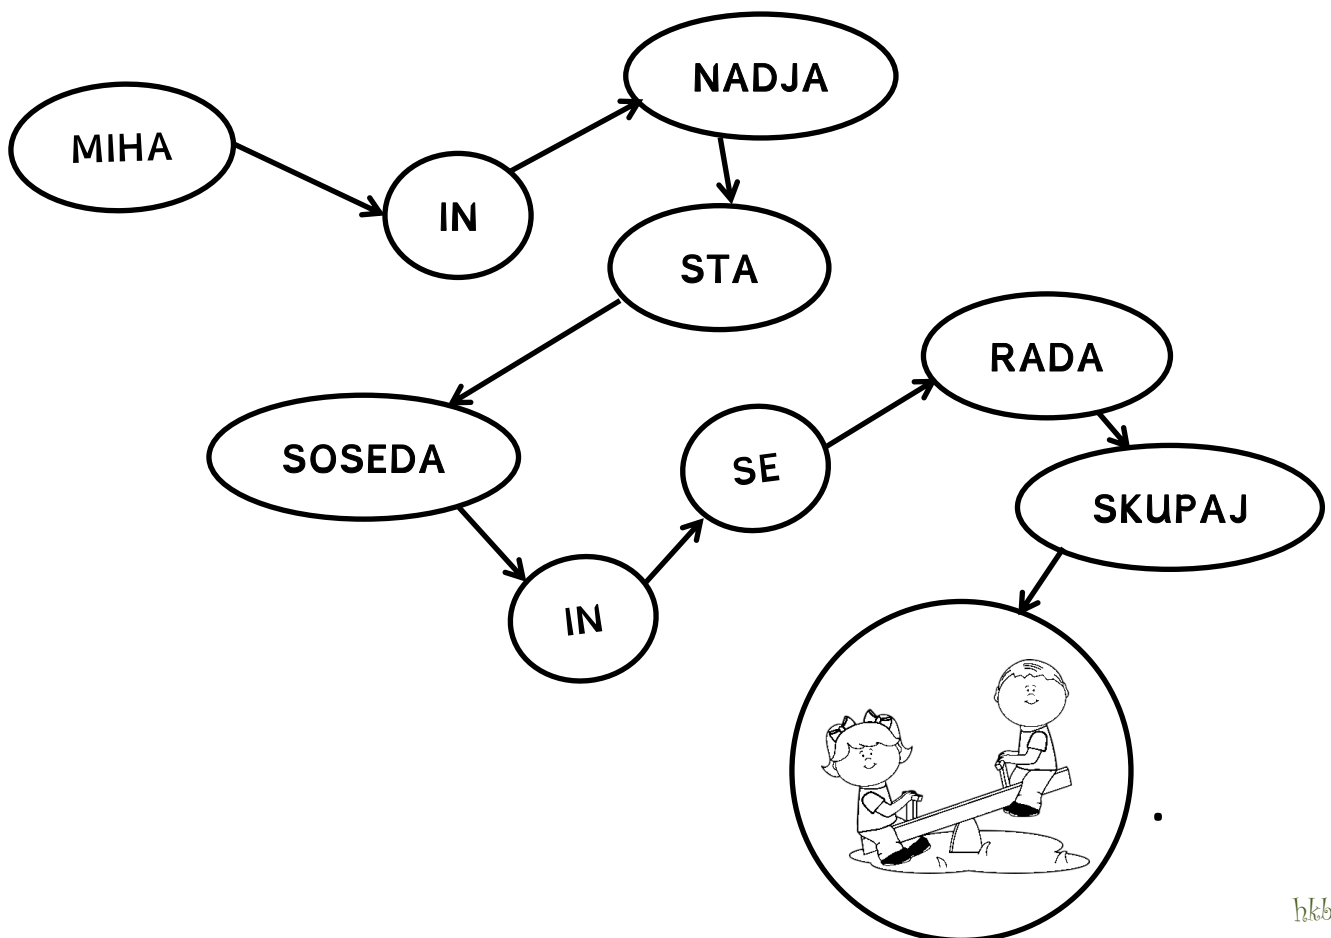 MIHA
IN
NADJA
STA
SOSEDA
IN
SE
RADA
SKUPAJ
.
hkb